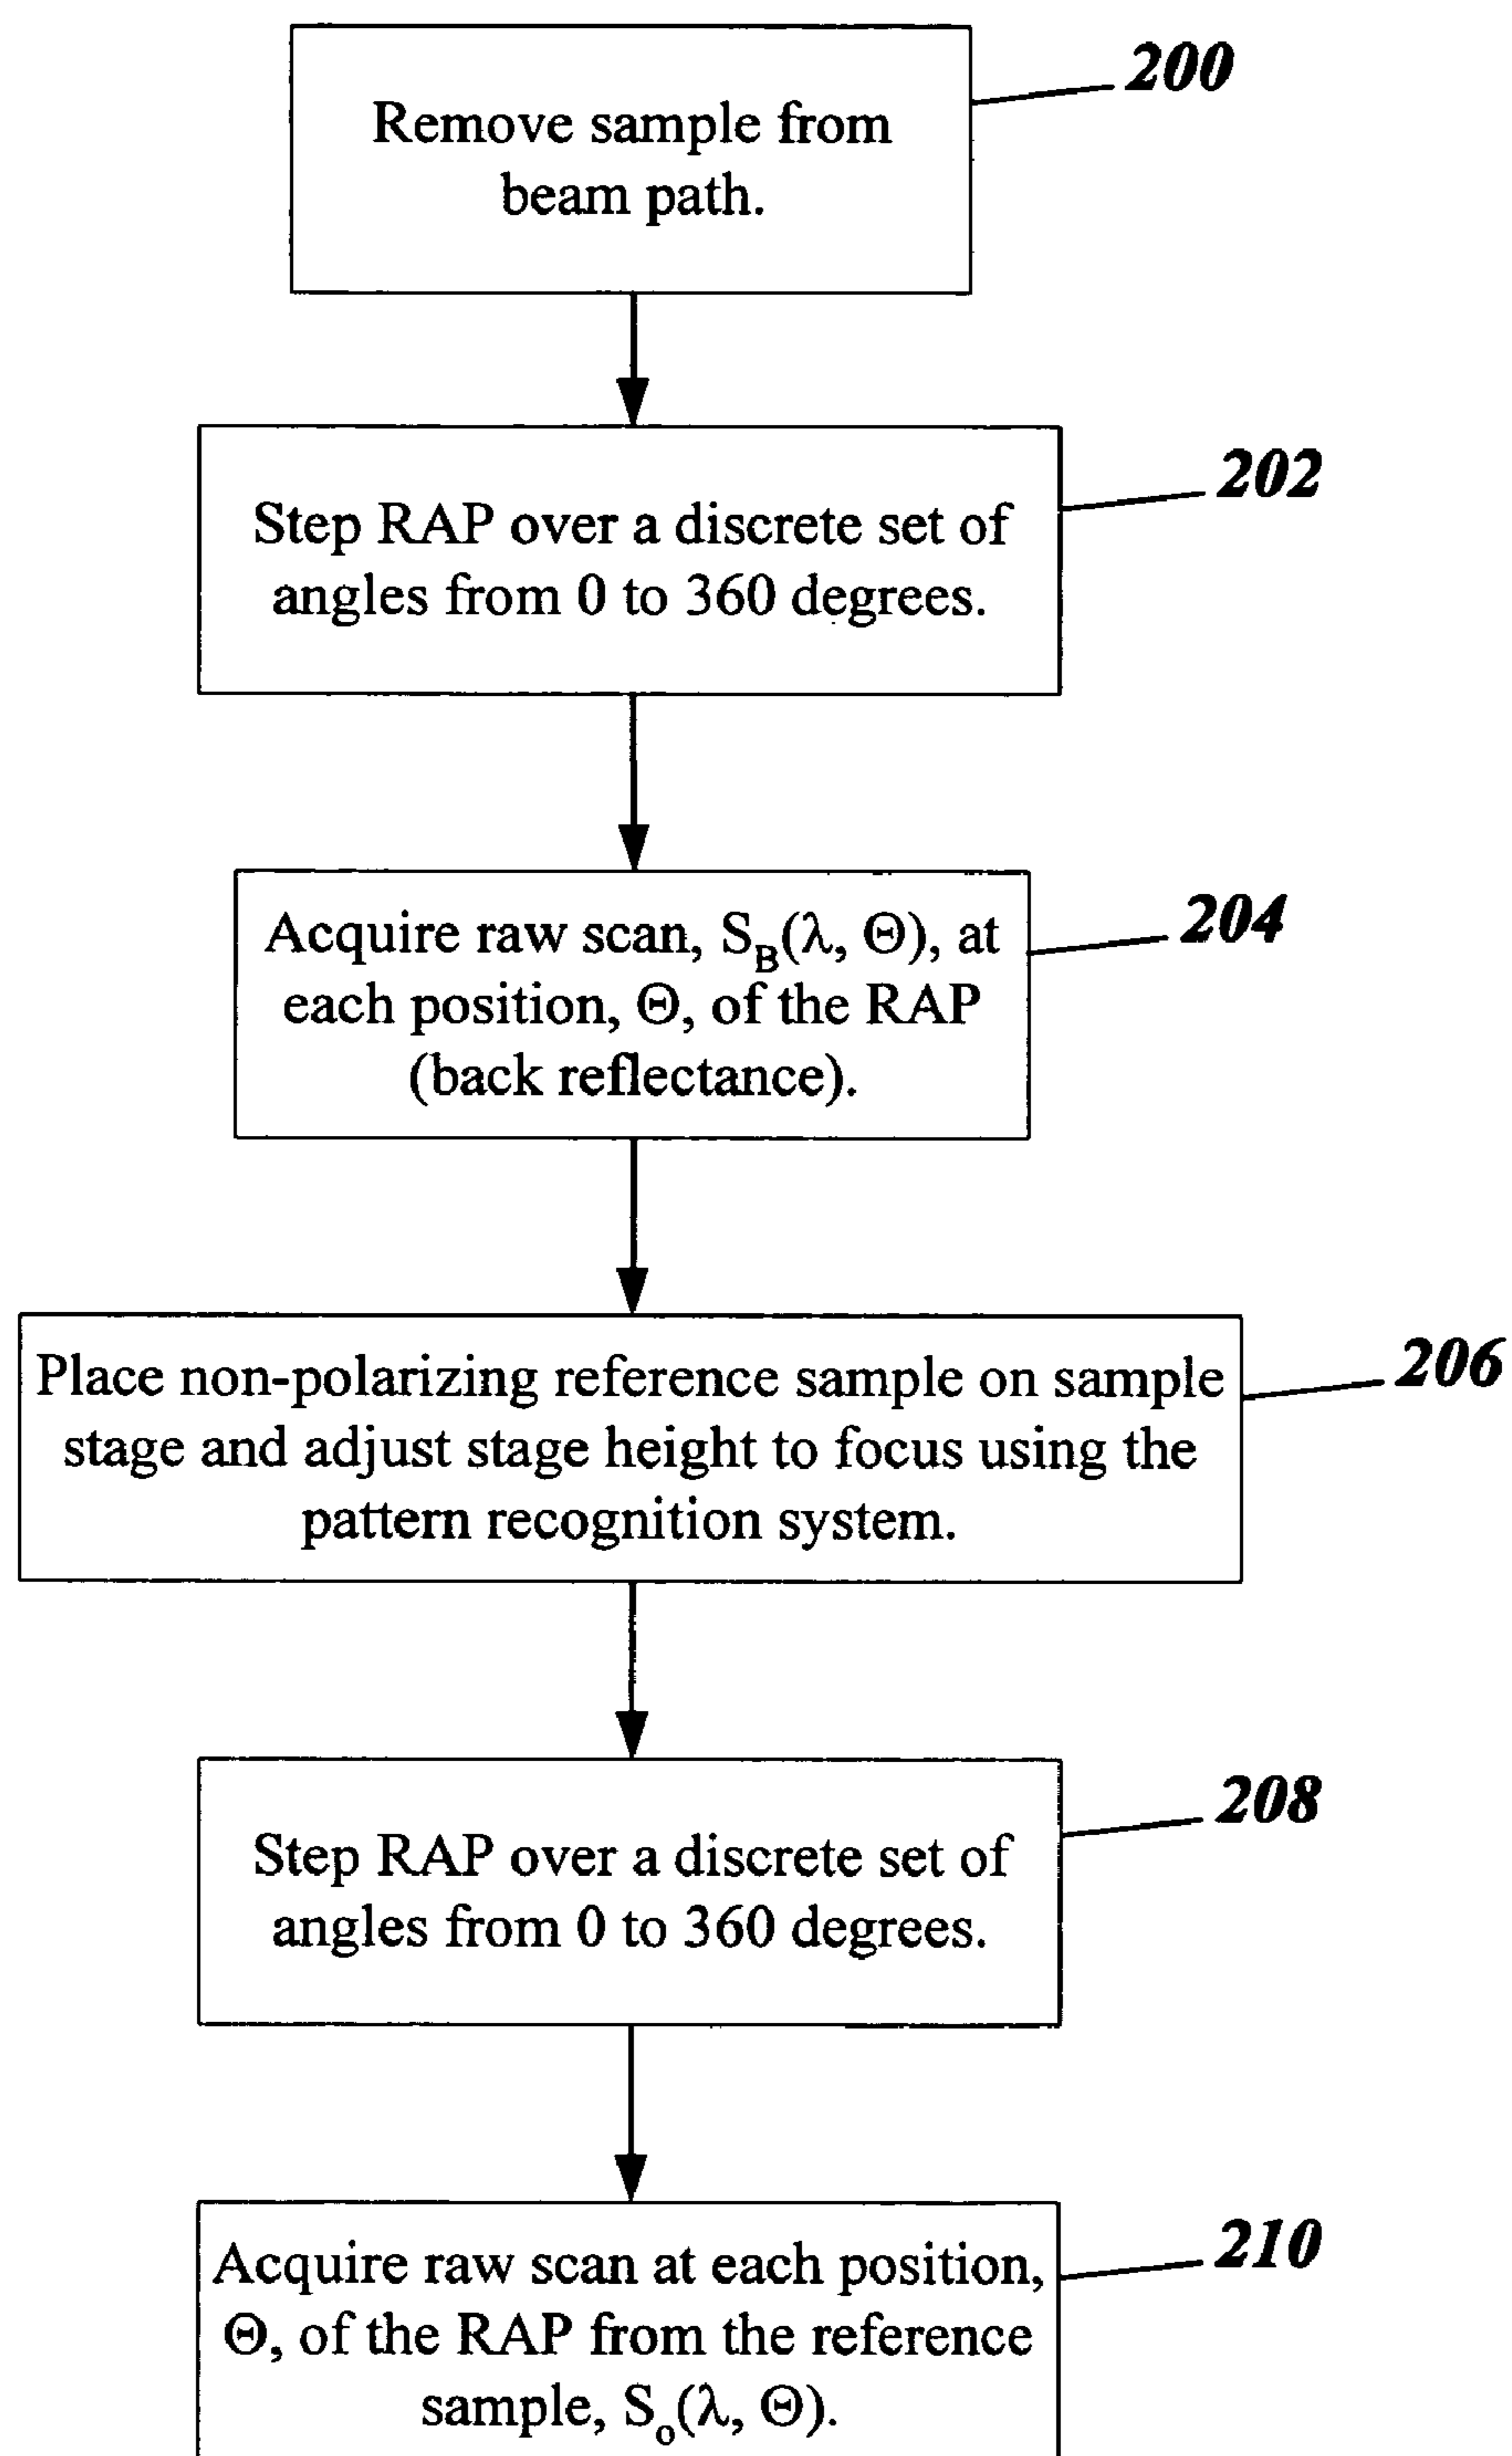 200
Remove sample from
beam path.
202
Step RAP over a discrete set of
angles from 0 to 360 degrees.
204
Acquire raw scan, S_B(λ, Θ), at
each position, Θ, of the RAP
(back reflectance).
206
Place non-polarizing reference sample on sample
stage and adjust stage height to focus using the
pattern recognition system.
208
Step RAP over a discrete set of
angles from 0 to 360 degrees.
210
Acquire raw scan at each position,
Θ, of the RAP from the reference
sample, S_o(λ, Θ).